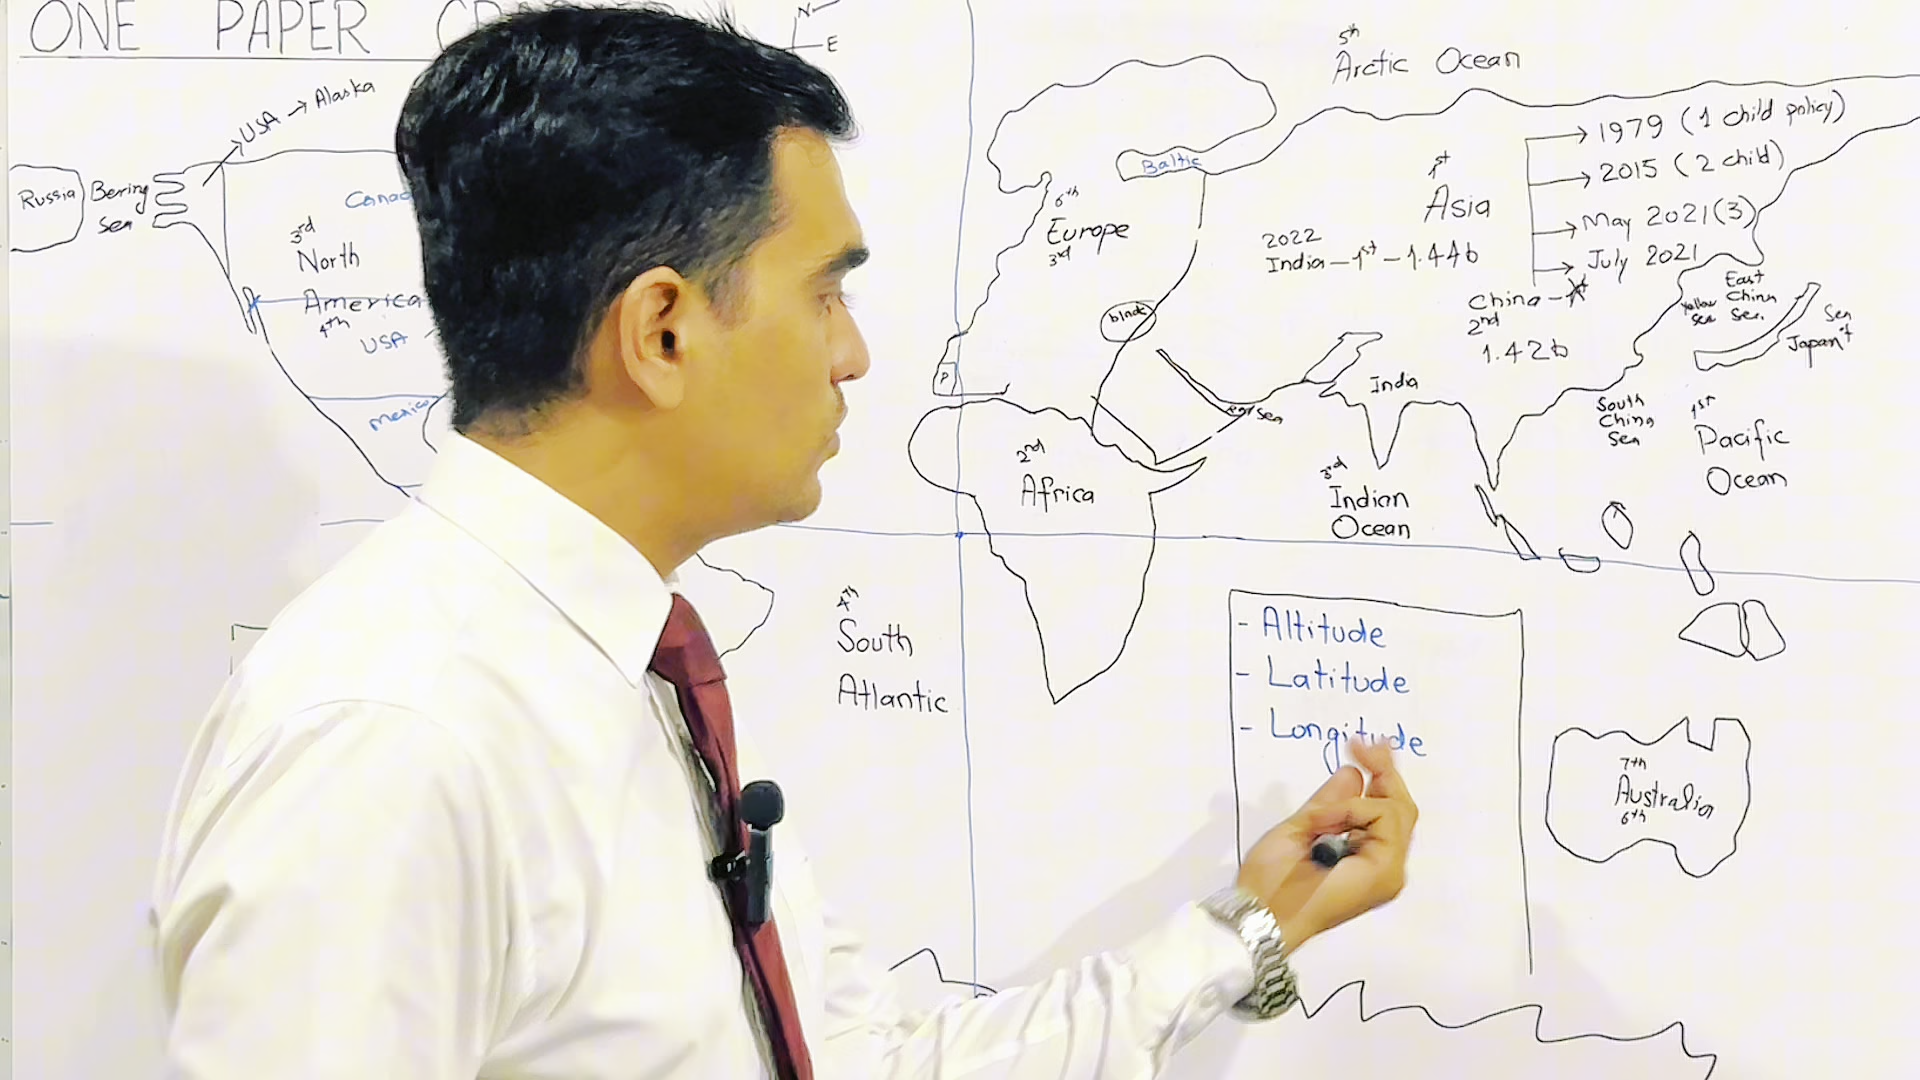 ONE PAPER
N
E
USA → Alaska
Russia
Bering
Sea
3rd
North
America
4th
USA
Mexico
5th
Arctic Ocean
Baltic
6th
Europe
3rd
1st
Asia
1979 (1 child policy)
2015 (2 child)
May 2021(3)
July 2021
2022
India - 1st - 1.44b
China - 1st
2nd
1.42b
East
China
Sea
Yellow
Sea
Sea
of
Japan
P
India
Red Sea
South
China
Sea
1st
Pacific
Ocean
2nd
Africa
3rd
Indian
Ocean
4th
South
Atlantic
- Altitude
- Latitude
- Longitude
7th
Australia
6th